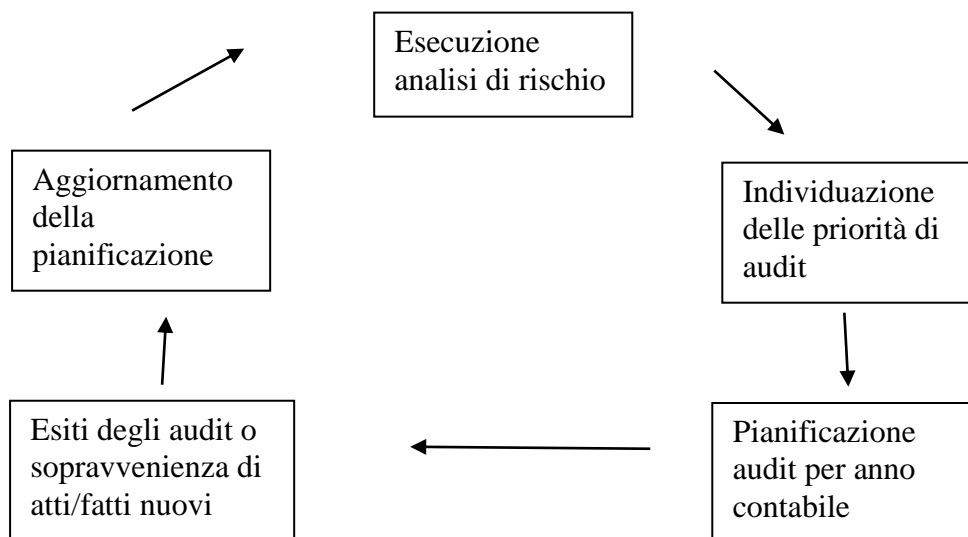 Esecuzione
analisi di rischio
Aggiornamento
della
pianificazione
Individuazione
delle priorità di
audit
Esiti degli audit o
sopravvenienza di
atti/fatti nuovi
Pianificazione
audit per anno
contabile